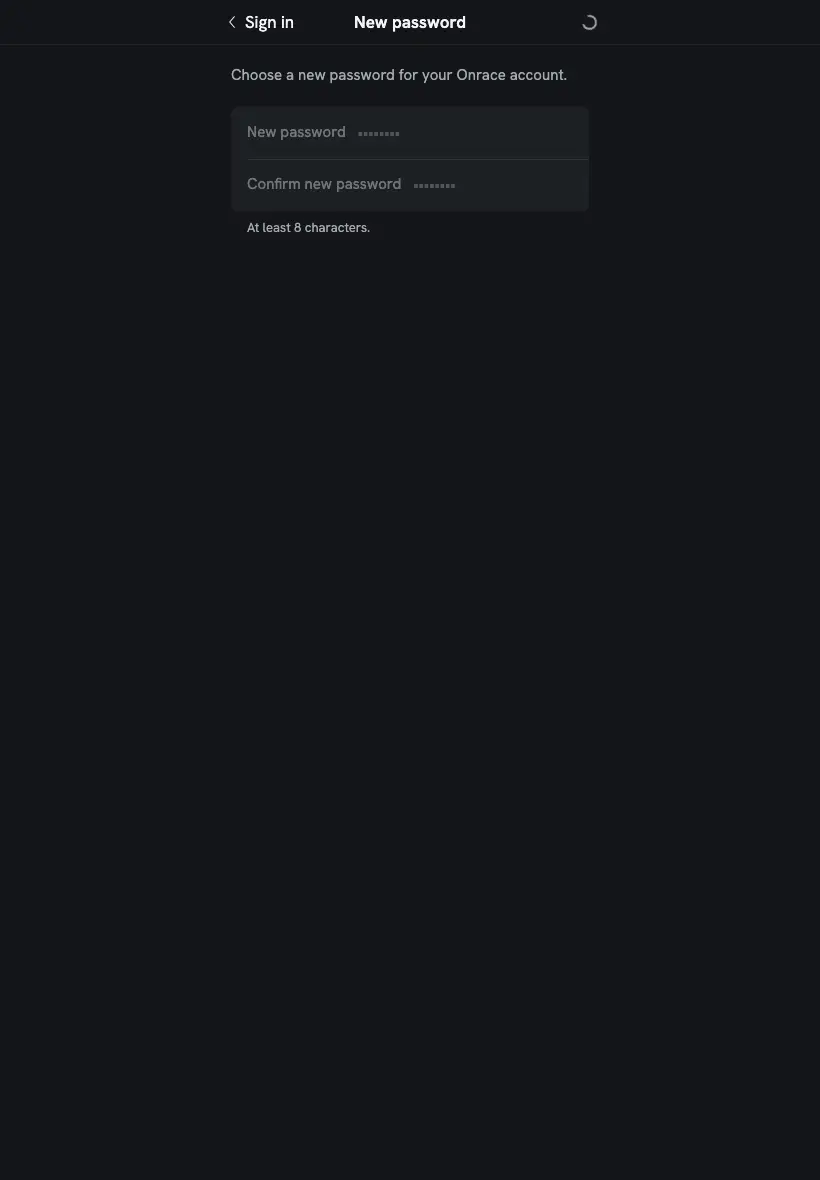 Sign in
New password
Choose a new password for your Onrace account.
New password ••••••••
Confirm new password ••••••••
At least 8 characters.